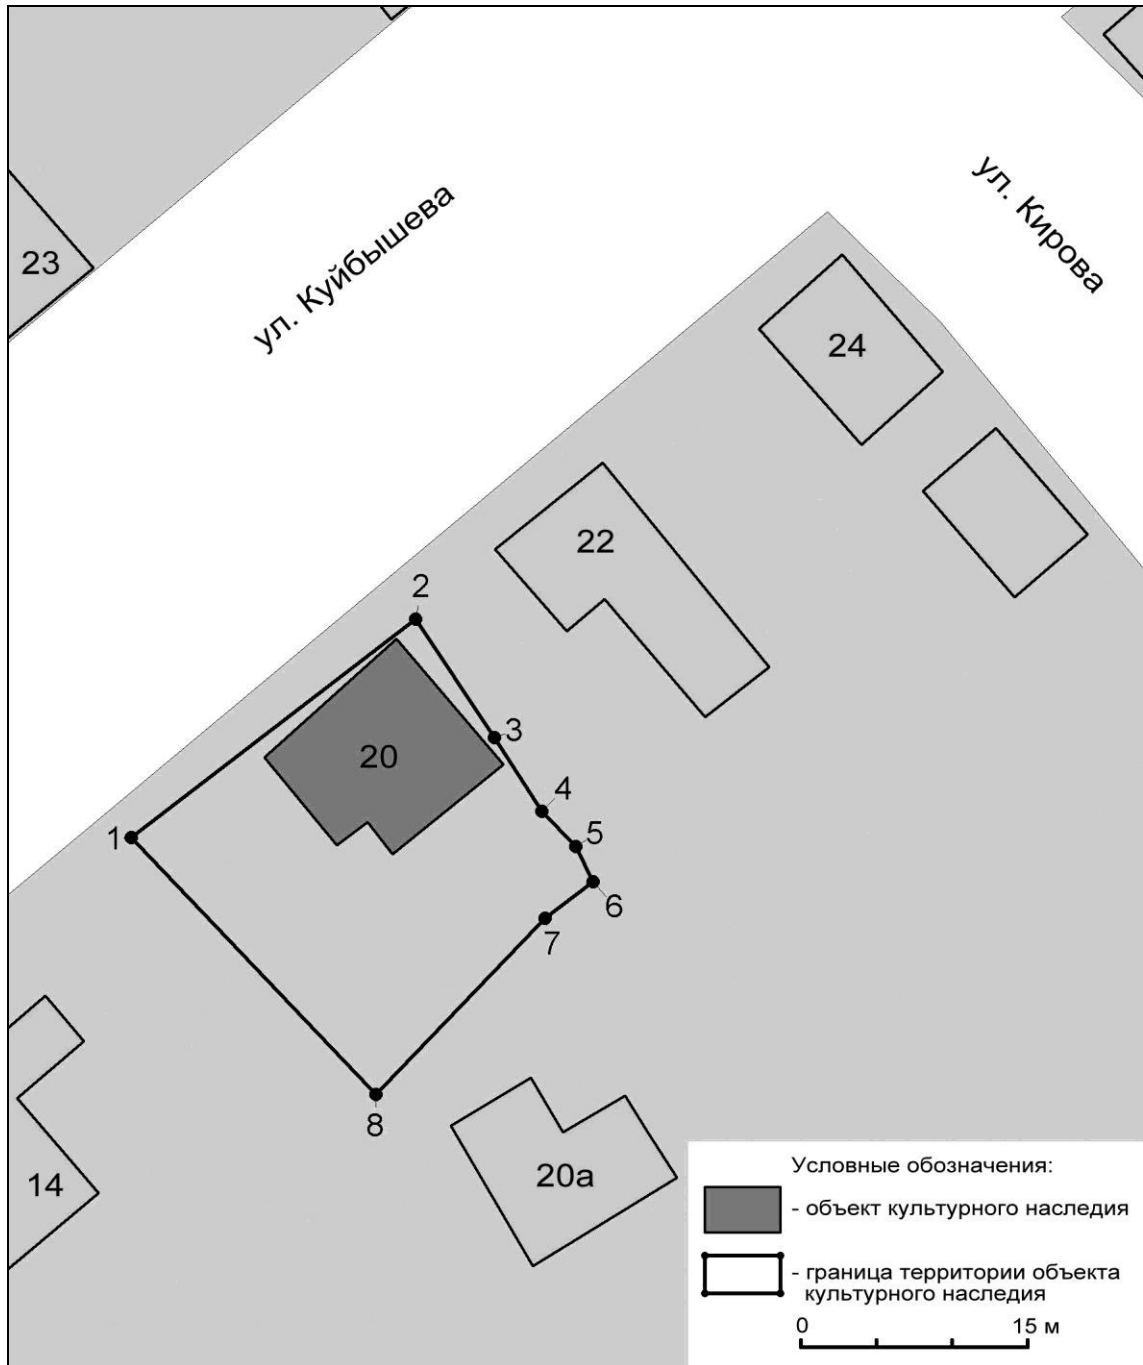 ул. Куйбышева
ул. Кирова
23
24
22
2
3
20
4
1
5
6
7
8
14
20а
Условные обозначения:
- объект культурного наследия
- граница территории объекта
культурного наследия
0 15 м